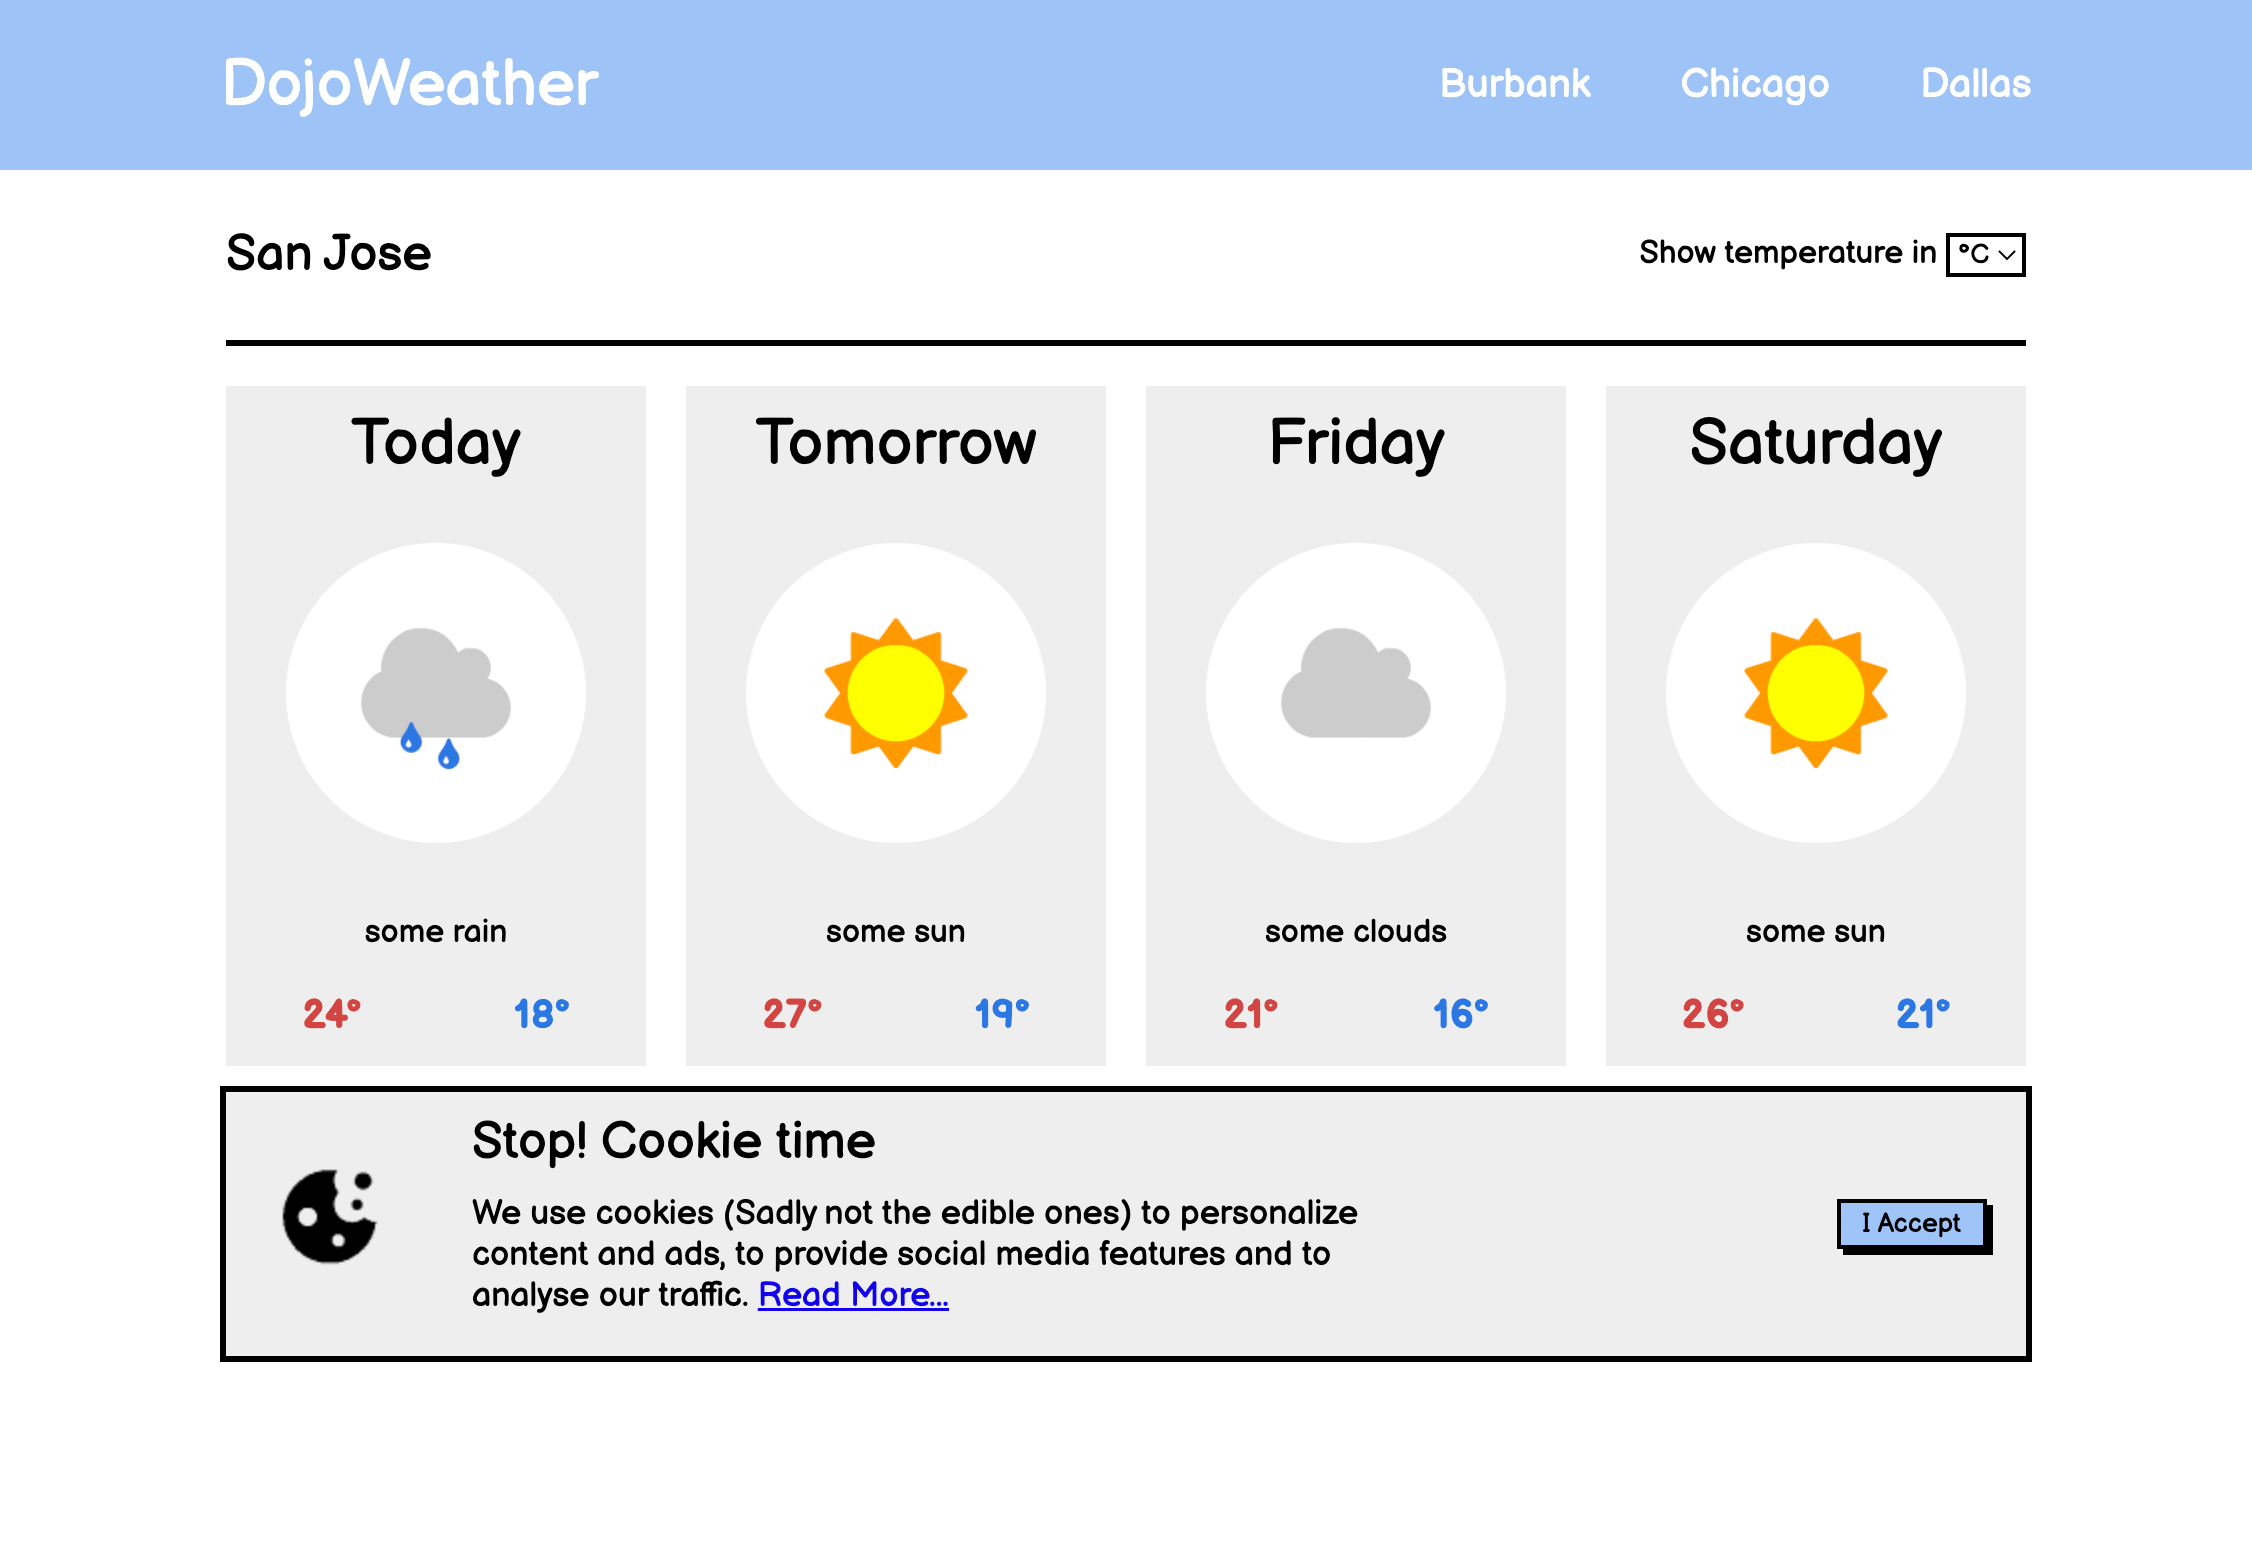 DojoWeather
Burbank Chicago Dallas
San Jose
Show temperature in °C
Today Tomorrow Friday Saturday
some rain some sun some clouds some sun
24° 18° 27° 19° 21° 16° 26° 21°
Stop! Cookie time
We use cookies (Sadly not the edible ones) to personalize
content and ads, to provide social media features and to
analyse our traffic. Read More...
I Accept